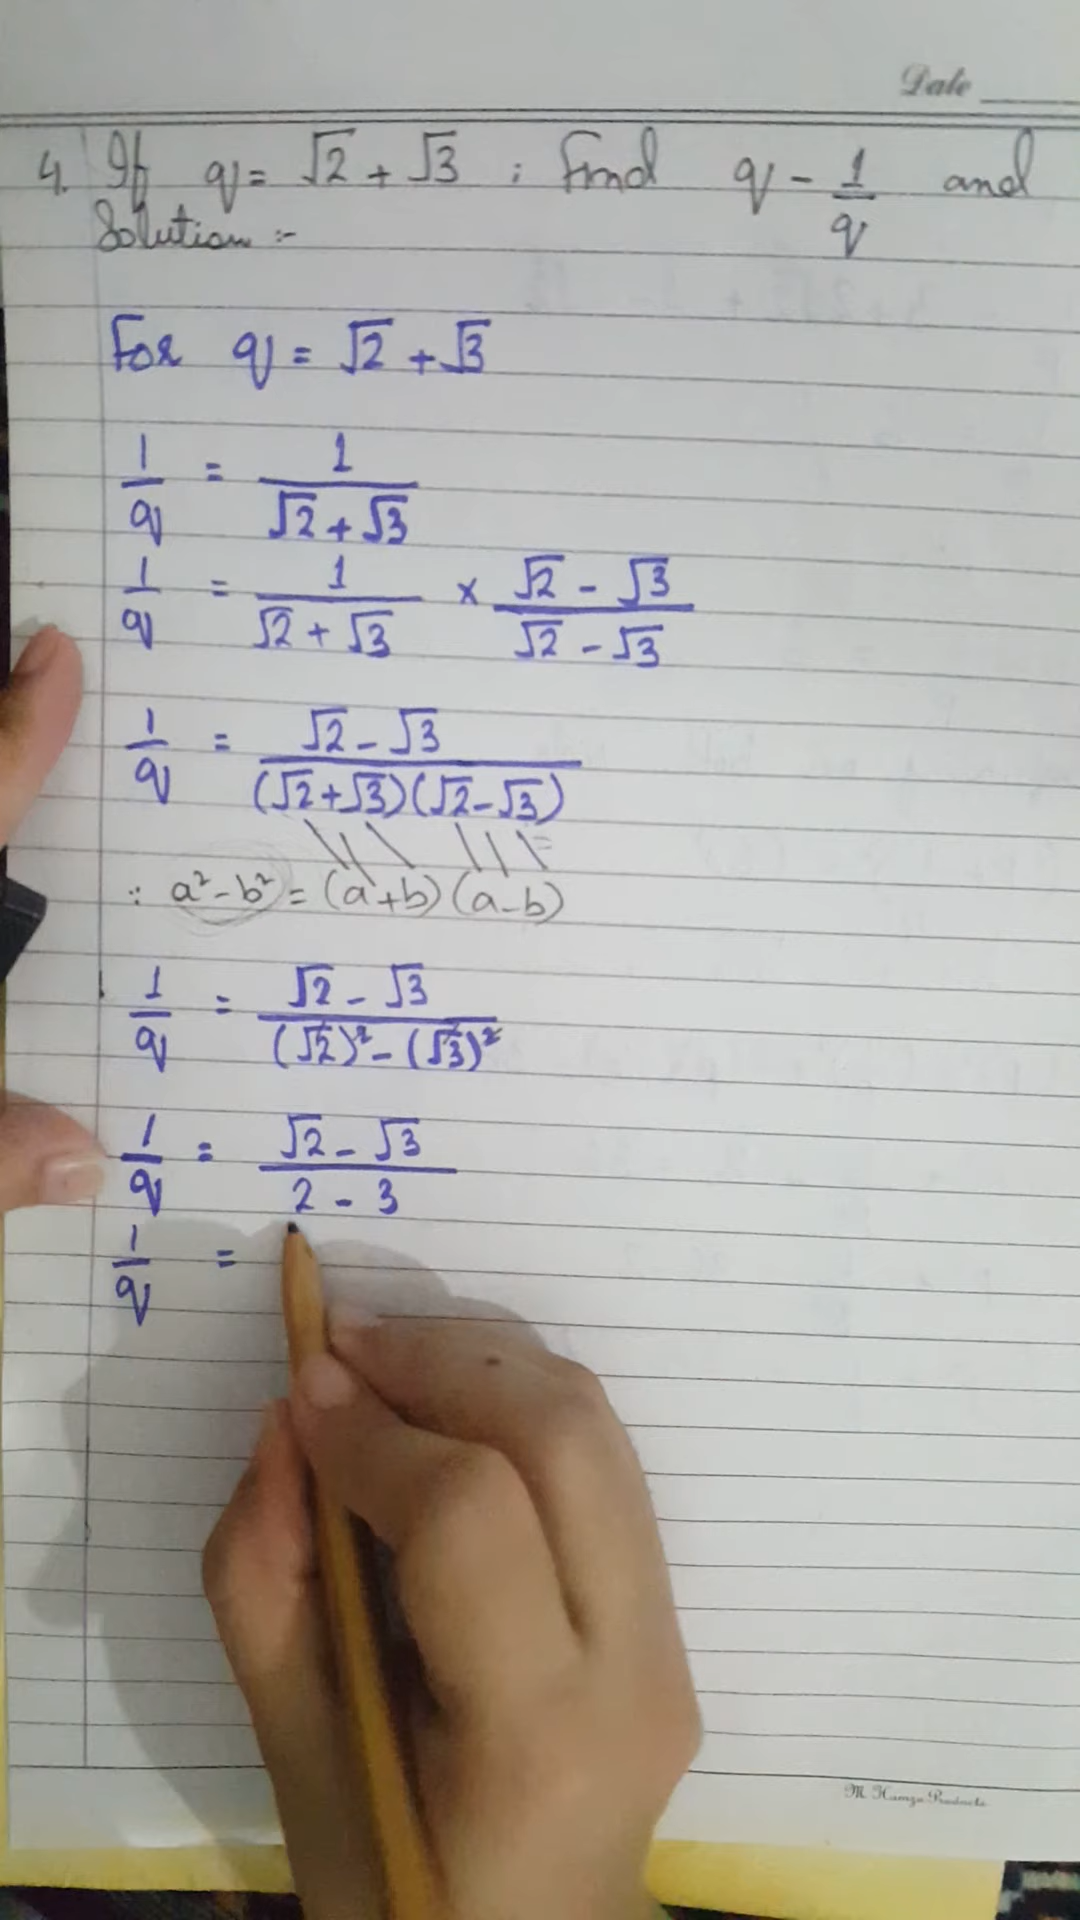 Date
4. If q = √2 + √3 ; Find q - 1/q and
Solution :-
For q = √2 + √3
1/q = 1/(√2 + √3)
1/q = 1/(√2 + √3) × (√2 - √3)/(√2 - √3)
1/q = (√2 - √3)/((√2+√3)(√2-√3))
∵ a²-b² = (a+b)(a-b)
1/q = (√2 - √3)/((√2)² - (√3)²)
1/q = (√2 - √3)/(2 - 3)
1/q =
M. Hamza Products